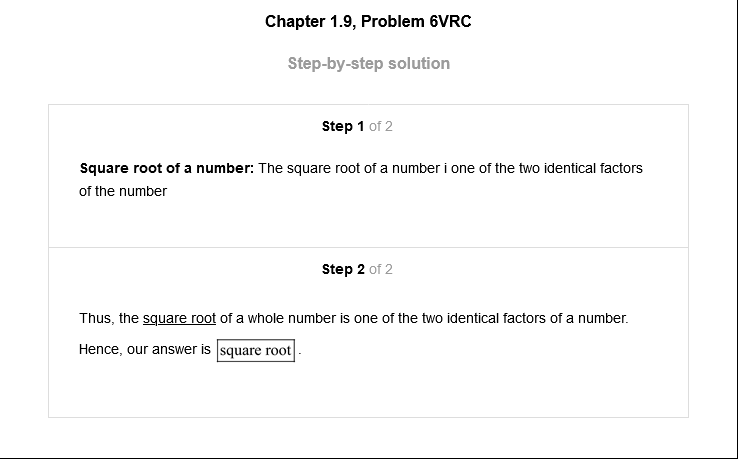 Chapter 1.9, Problem 6VRC
Step-by-step solution
Step 1 of 2
Square root of a number: The square root of a number i one of the two identical factors
of the number
Step 2 of 2
Thus, the square root of a whole number is one of the two identical factors of a number.
Hence, our answer is square root .